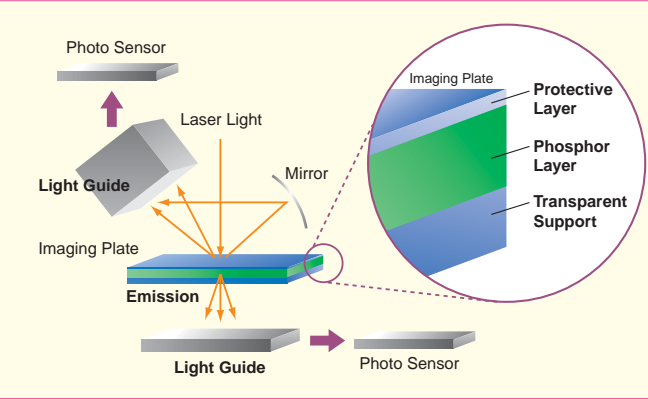 Photo Sensor
Laser Light
Light Guide
Mirror
Imaging Plate
Emission
Light Guide
Photo Sensor
Imaging Plate
Protective
Layer
Phosphor
Layer
Transparent
Support